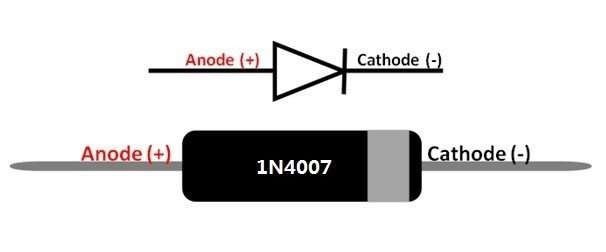 Anode (+) Cathode (-)
Anode (+) 1N4007 Cathode (-)